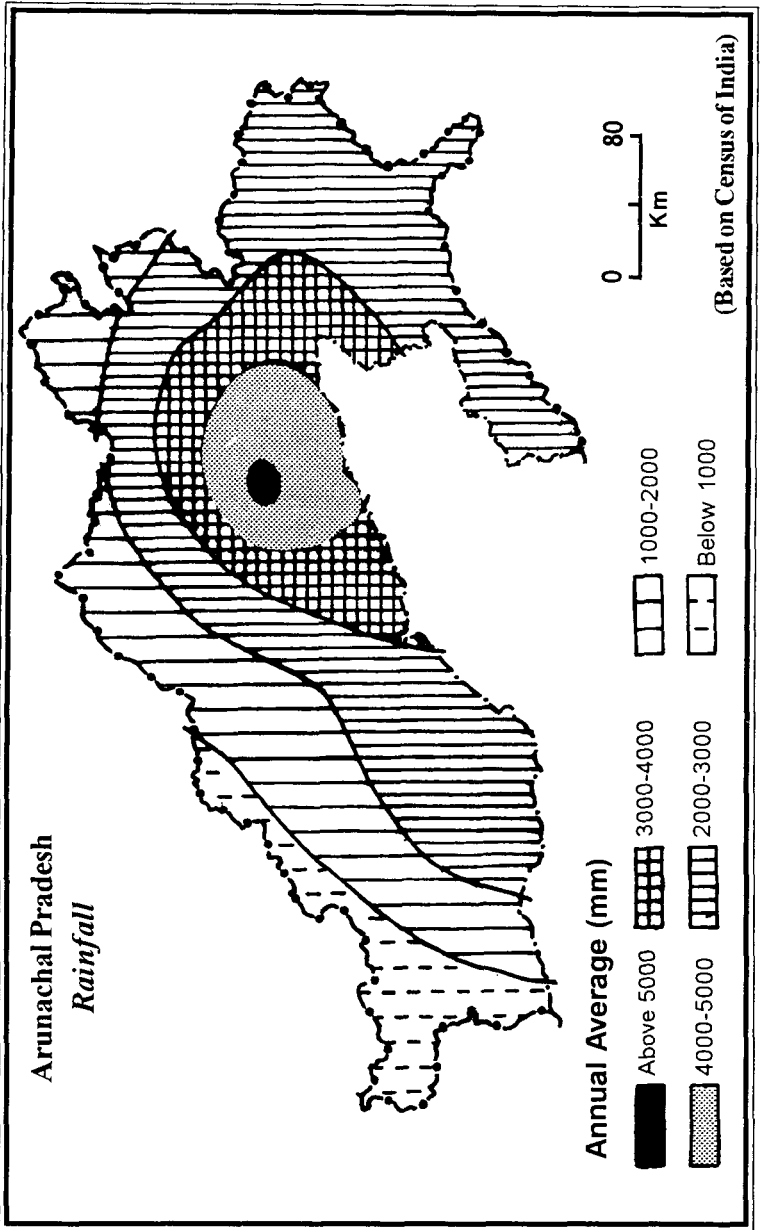 Arunachal Pradesh
Rainfall
Annual Average (mm)
Above 5000
3000-4000
1000-2000
4000-5000
2000-3000
Below 1000
0 80
Km
(Based on Census of India)